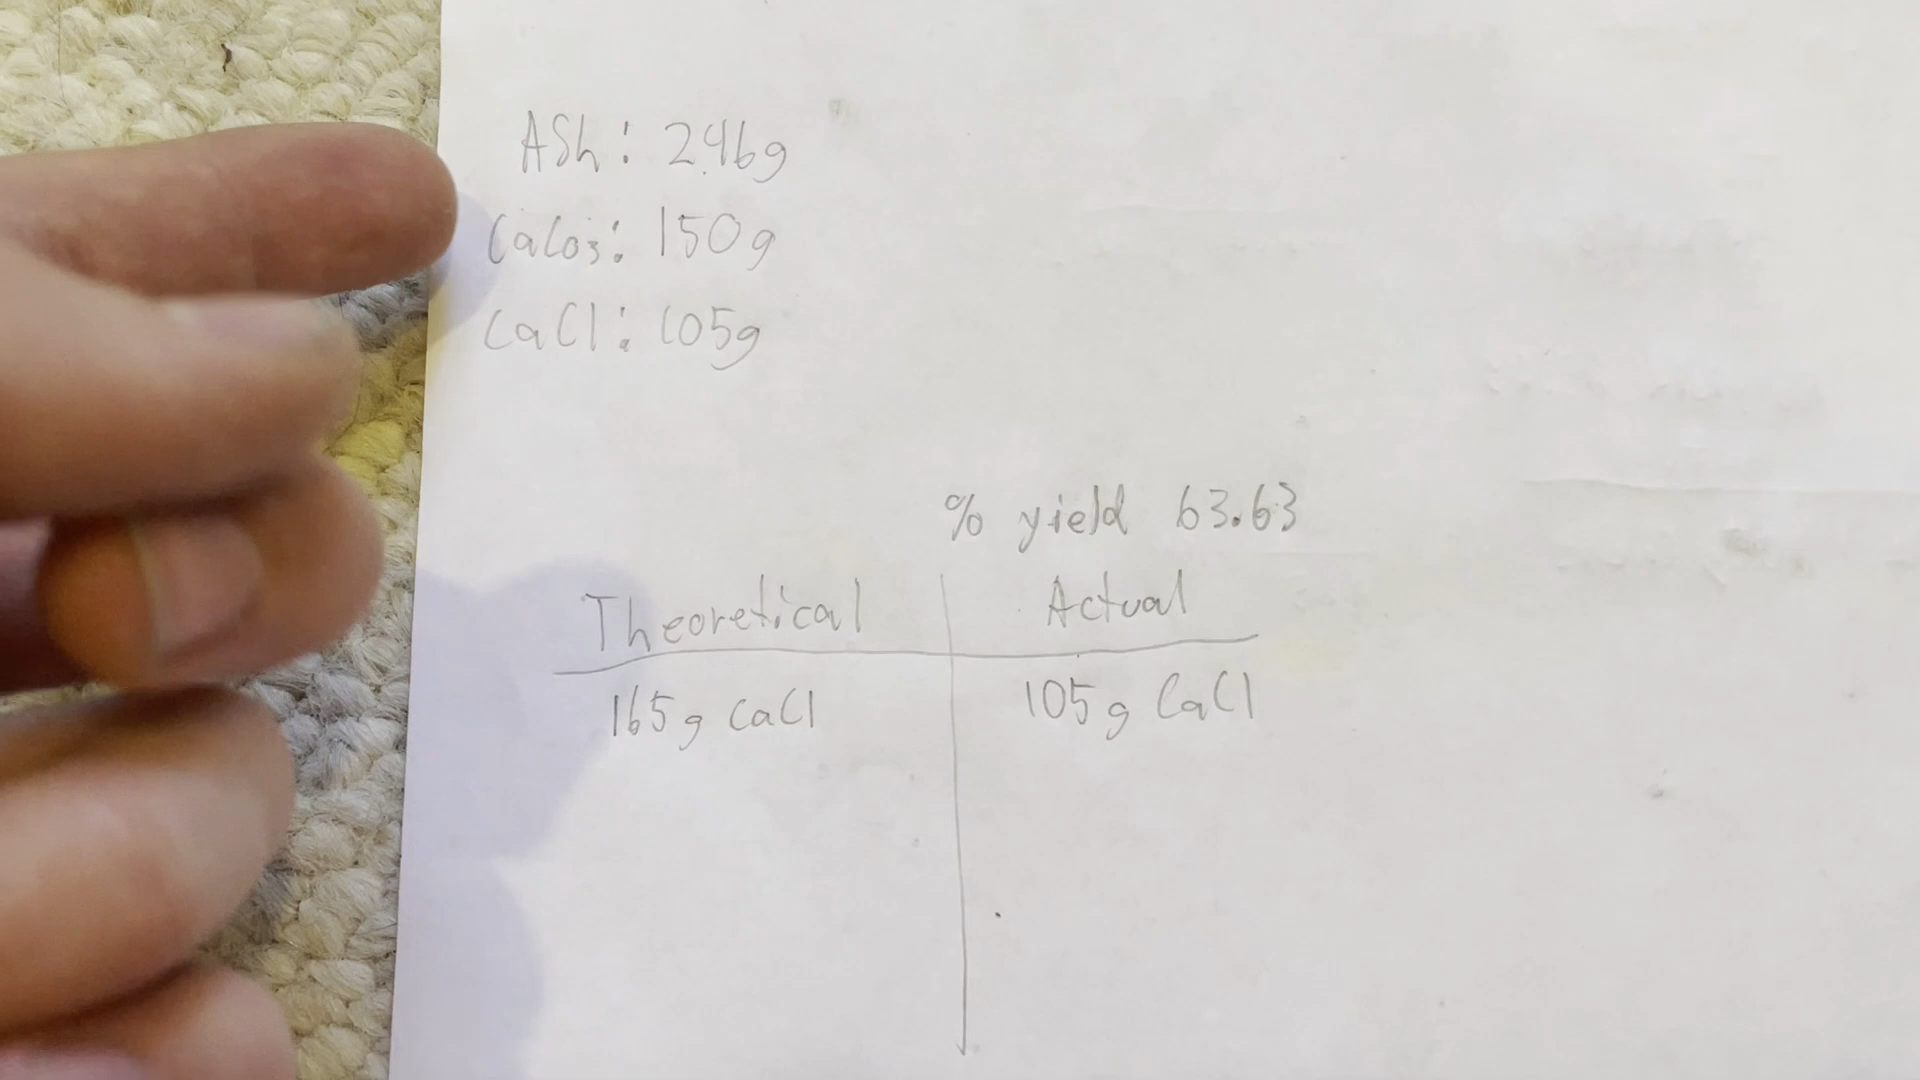 ASh: 246g
CaCo3: 150g
CaCl: 105g
% yield 63.63
Theoretical Actual
165g CaCl 105g CaCl